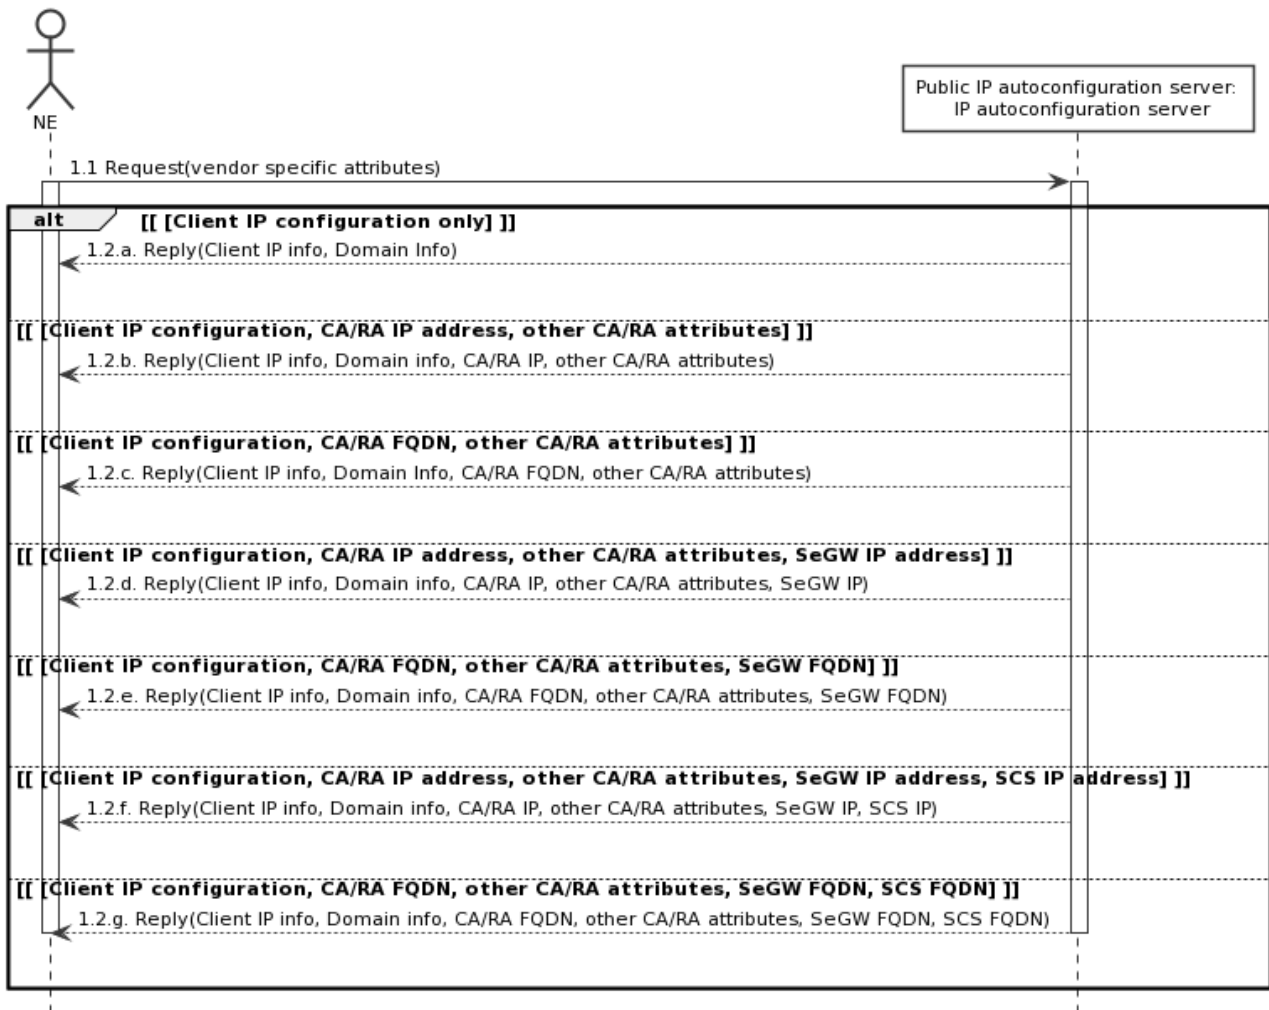 NE
Public IP autoconfiguration server:
IP autoconfiguration server
1.1 Request(vendor specific attributes)
alt [[ [Client IP configuration only] ]]
1.2.a. Reply(Client IP info, Domain Info)
[[ [Client IP configuration, CA/RA IP address, other CA/RA attributes] ]]
1.2.b. Reply(Client IP info, Domain info, CA/RA IP, other CA/RA attributes)
[[ [Client IP configuration, CA/RA FQDN, other CA/RA attributes] ]]
1.2.c. Reply(Client IP info, Domain Info, CA/RA FQDN, other CA/RA attributes)
[[ [Client IP configuration, CA/RA IP address, other CA/RA attributes, SeGW IP address] ]]
1.2.d. Reply(Client IP info, Domain info, CA/RA IP, other CA/RA attributes, SeGW IP)
[[ [Client IP configuration, CA/RA FQDN, other CA/RA attributes, SeGW FQDN] ]]
1.2.e. Reply(Client IP info, Domain info, CA/RA FQDN, other CA/RA attributes, SeGW FQDN)
[[ [Client IP configuration, CA/RA IP address, other CA/RA attributes, SeGW IP address, SCS IP address] ]]
1.2.f. Reply(Client IP info, Domain info, CA/RA IP, other CA/RA attributes, SeGW IP, SCS IP)
[[ [Client IP configuration, CA/RA FQDN, other CA/RA attributes, SeGW FQDN, SCS FQDN] ]]
1.2.g. Reply(Client IP info, Domain info, CA/RA FQDN, other CA/RA attributes, SeGW FQDN, SCS FQDN)